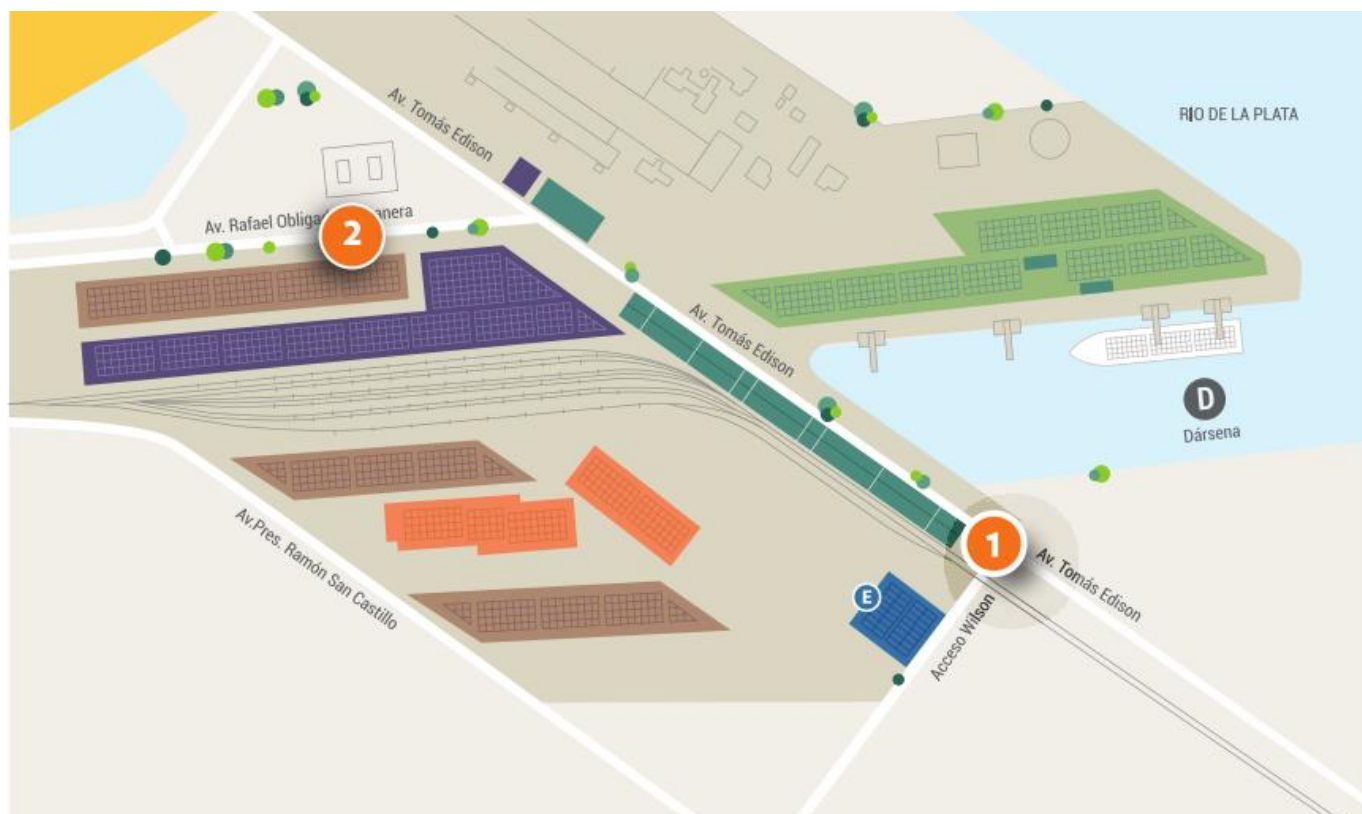 Av. Tomás Edison
RIO DE LA PLATA
Av. Rafael Obliga
anera
2
Av. Tomás Edison
D
Dársena
Av.Pres. Ramón San Castillo
1
Av. Tomás Edison
E
Acceso Wilson